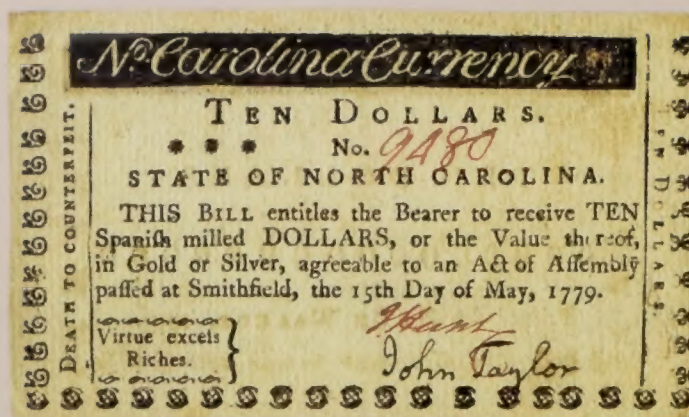 No Carolina Currency
TEN DOLLARS.
* * * No. 9480
STATE OF NORTH CAROLINA.
THIS BILL entitles the Bearer to receive TEN
Spaniſh milled DOLLARS, or the Value thereof,
in Gold or Silver, agreeable to an Act of Aſſembly
paſſed at Smithfield, the 15th Day of May, 1779.
Virtue excels
Riches.
J Hunt
John Taylor
DEATH TO COUNTERFEIT.
DOLLARS.